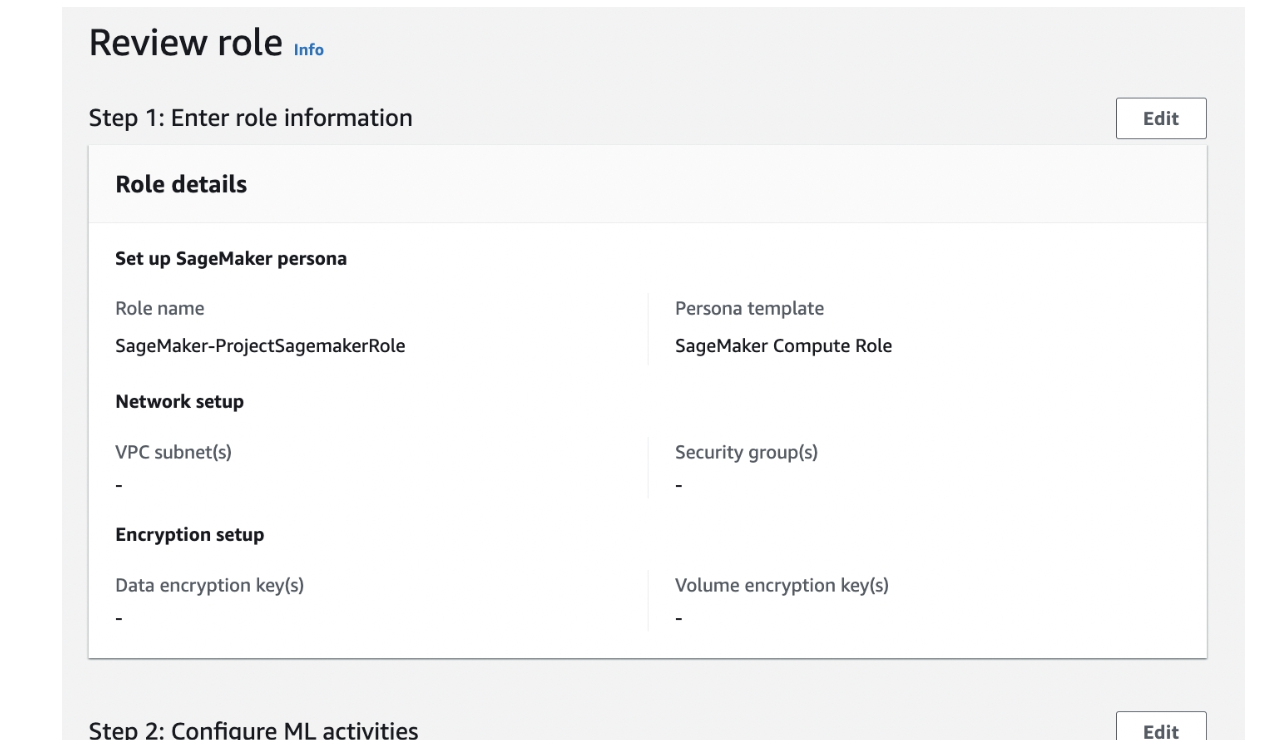 Review role Info
Step 1: Enter role information
Edit
Role details
Set up SageMaker persona
Role name
Persona template
SageMaker-ProjectSagemakerRole
SageMaker Compute Role
Network setup
VPC subnet(s)
Security group(s)
-
-
Encryption setup
Data encryption key(s)
Volume encryption key(s)
-
-
Step 2: Configure ML activities
Edit